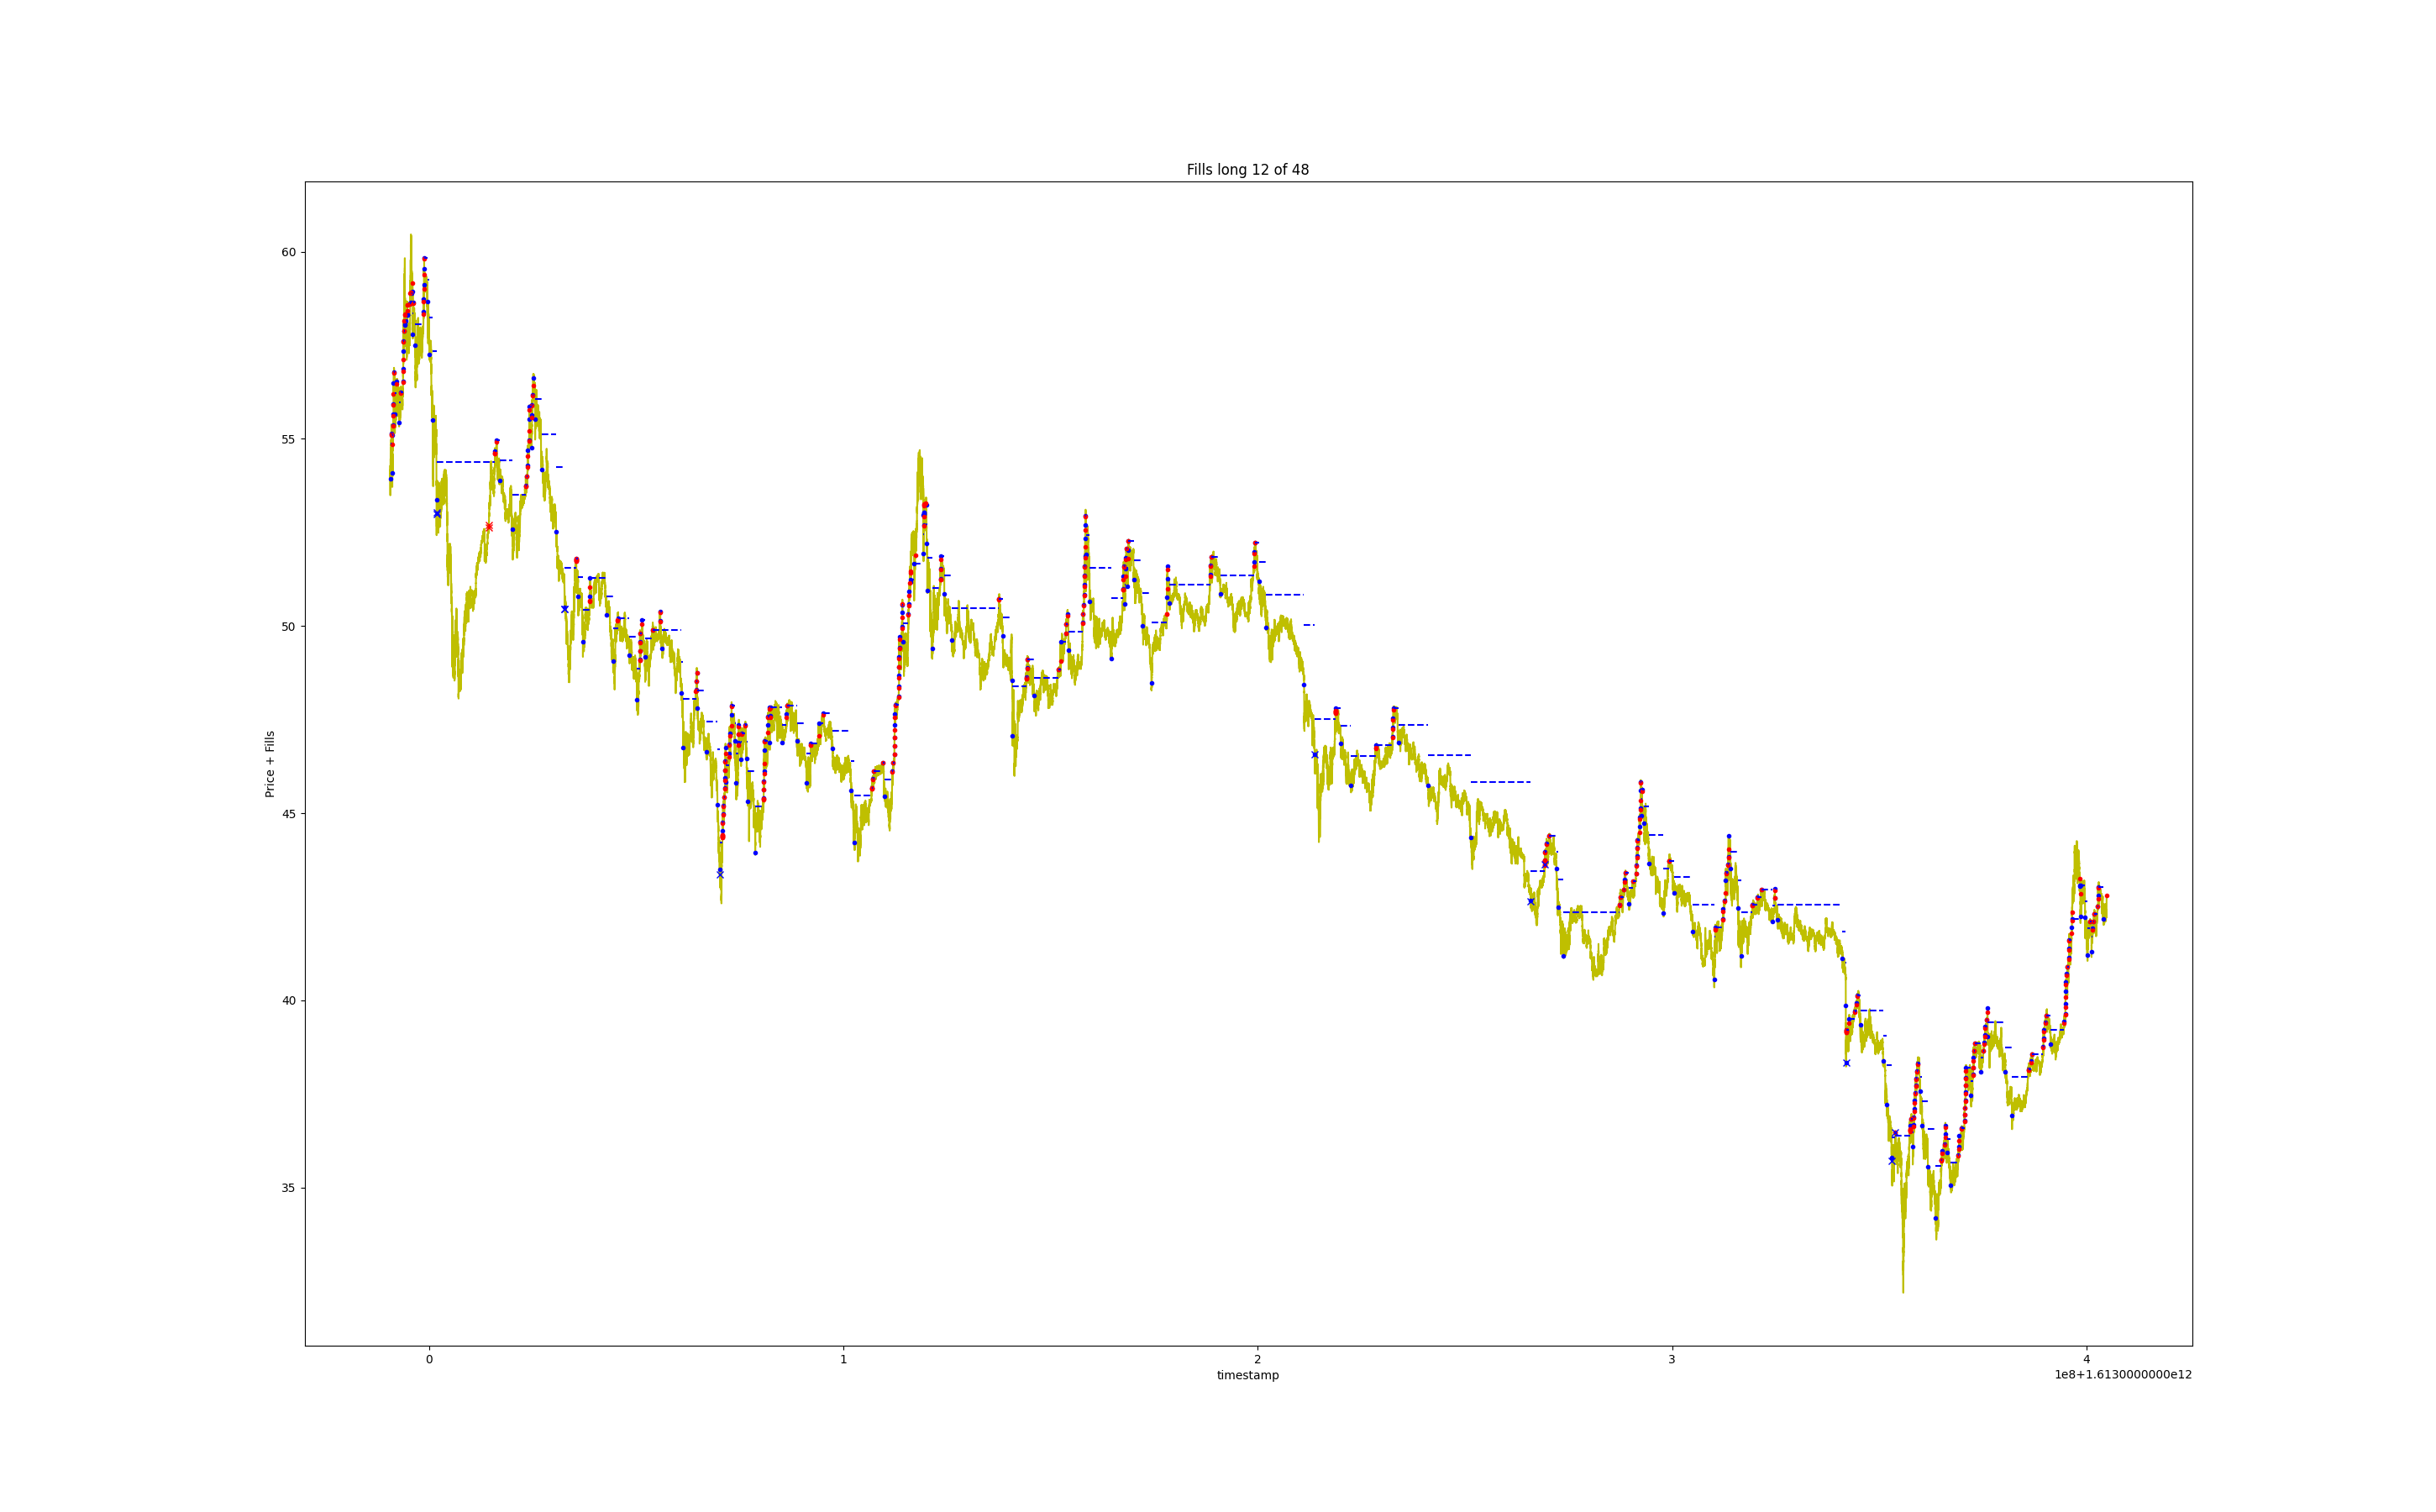 Fills long 12 of 48
60
55
50
45
40
35
Price + Fills
0 1 2 3 4
timestamp
1e8+1.6130000000e12